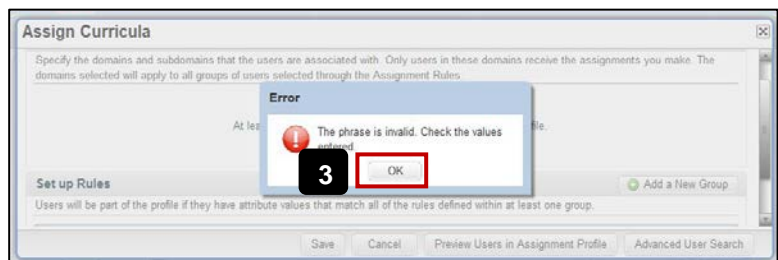 Assign Curricula
Specify the domains and subdomains that the users are associated with. Only users in these domains receive the assignments you make. The
domains selected will apply to all groups of users selected through the Assignment Rules.
Error
At lea
file.
The phrase is invalid. Check the values
entered
3
OK
Set up Rules
Add a New Group
Users will be part of the profile if they have attribute values that match all of the rules defined within at least one group.
Save Cancel Preview Users in Assignment Profile Advanced User Search